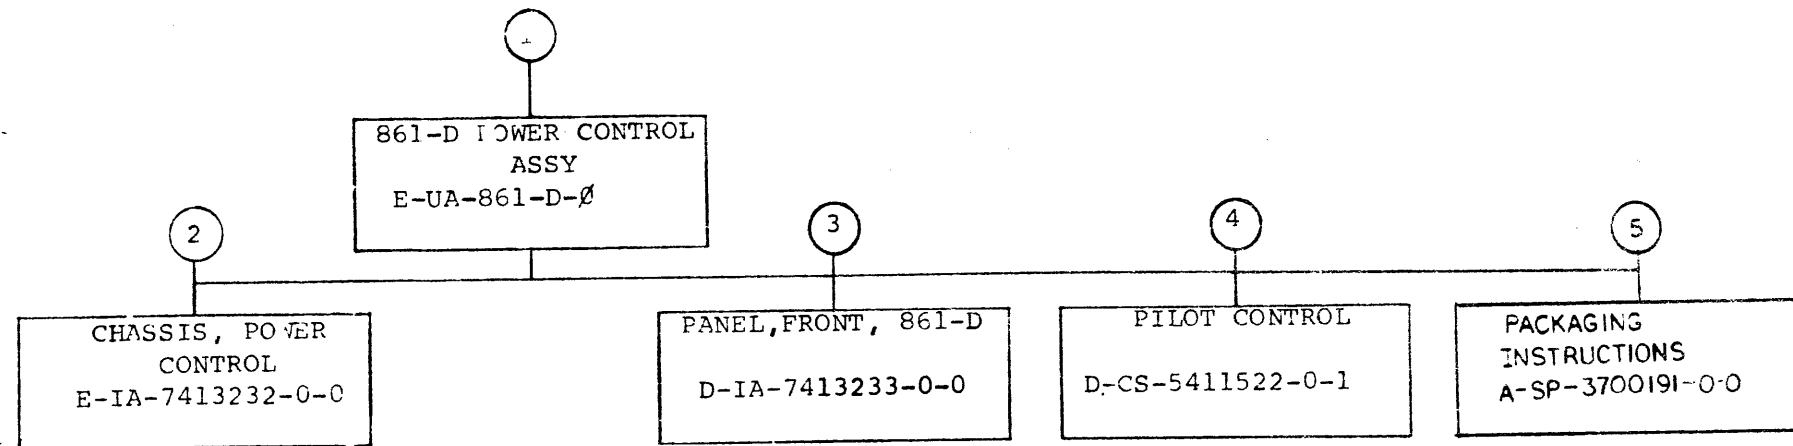 1
861-D POWER CONTROL
ASSY
E-UA-861-D-Ø
2
3
4
5
CHASSIS, POWER
CONTROL
E-IA-7413232-0-0
PANEL,FRONT, 861-D
D-IA-7413233-0-0
PILOT CONTROL
D-CS-5411522-0-1
PACKAGING
INSTRUCTIONS
A-SP-3700191-0-0